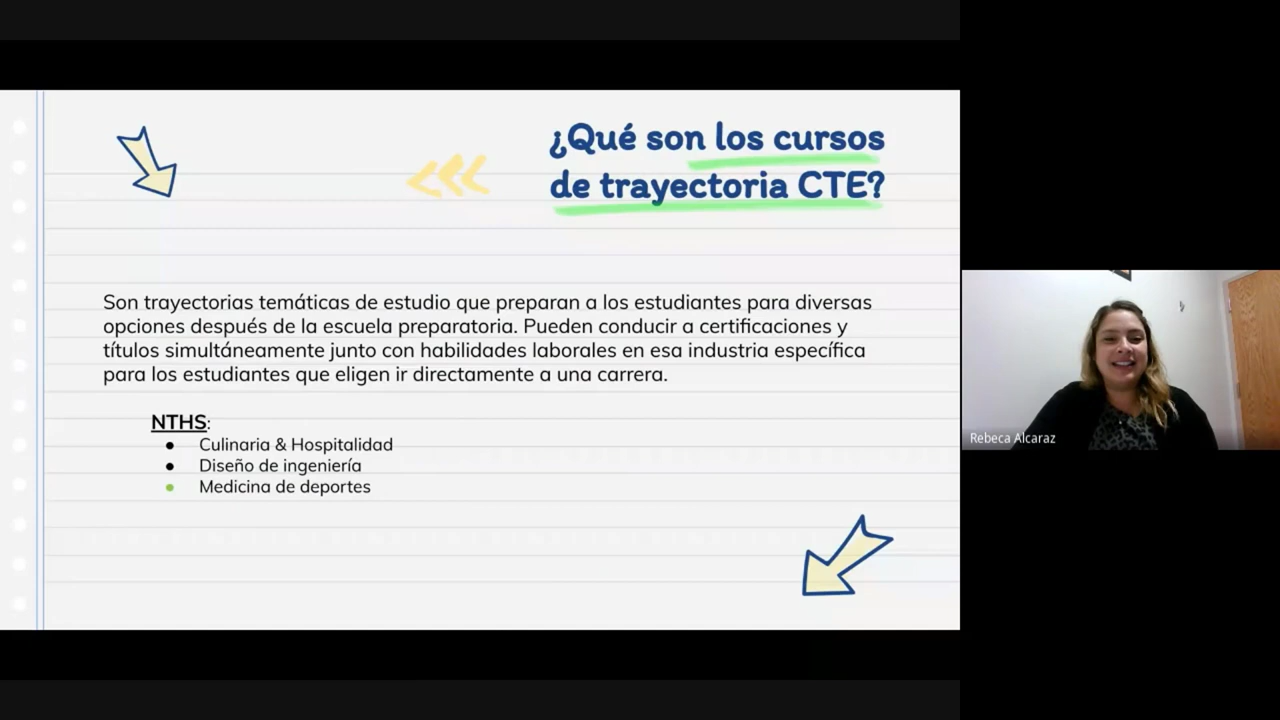 ¿Qué son los cursos
de trayectoria CTE?
Son trayectorias temáticas de estudio que preparan a los estudiantes para diversas
opciones después de la escuela preparatoria. Pueden conducir a certificaciones y
títulos simultáneamente junto con habilidades laborales en esa industria específica
para los estudiantes que eligen ir directamente a una carrera.
NTHS:
● Culinaria & Hospitalidad
● Diseño de ingeniería
● Medicina de deportes
Rebeca Alcaraz